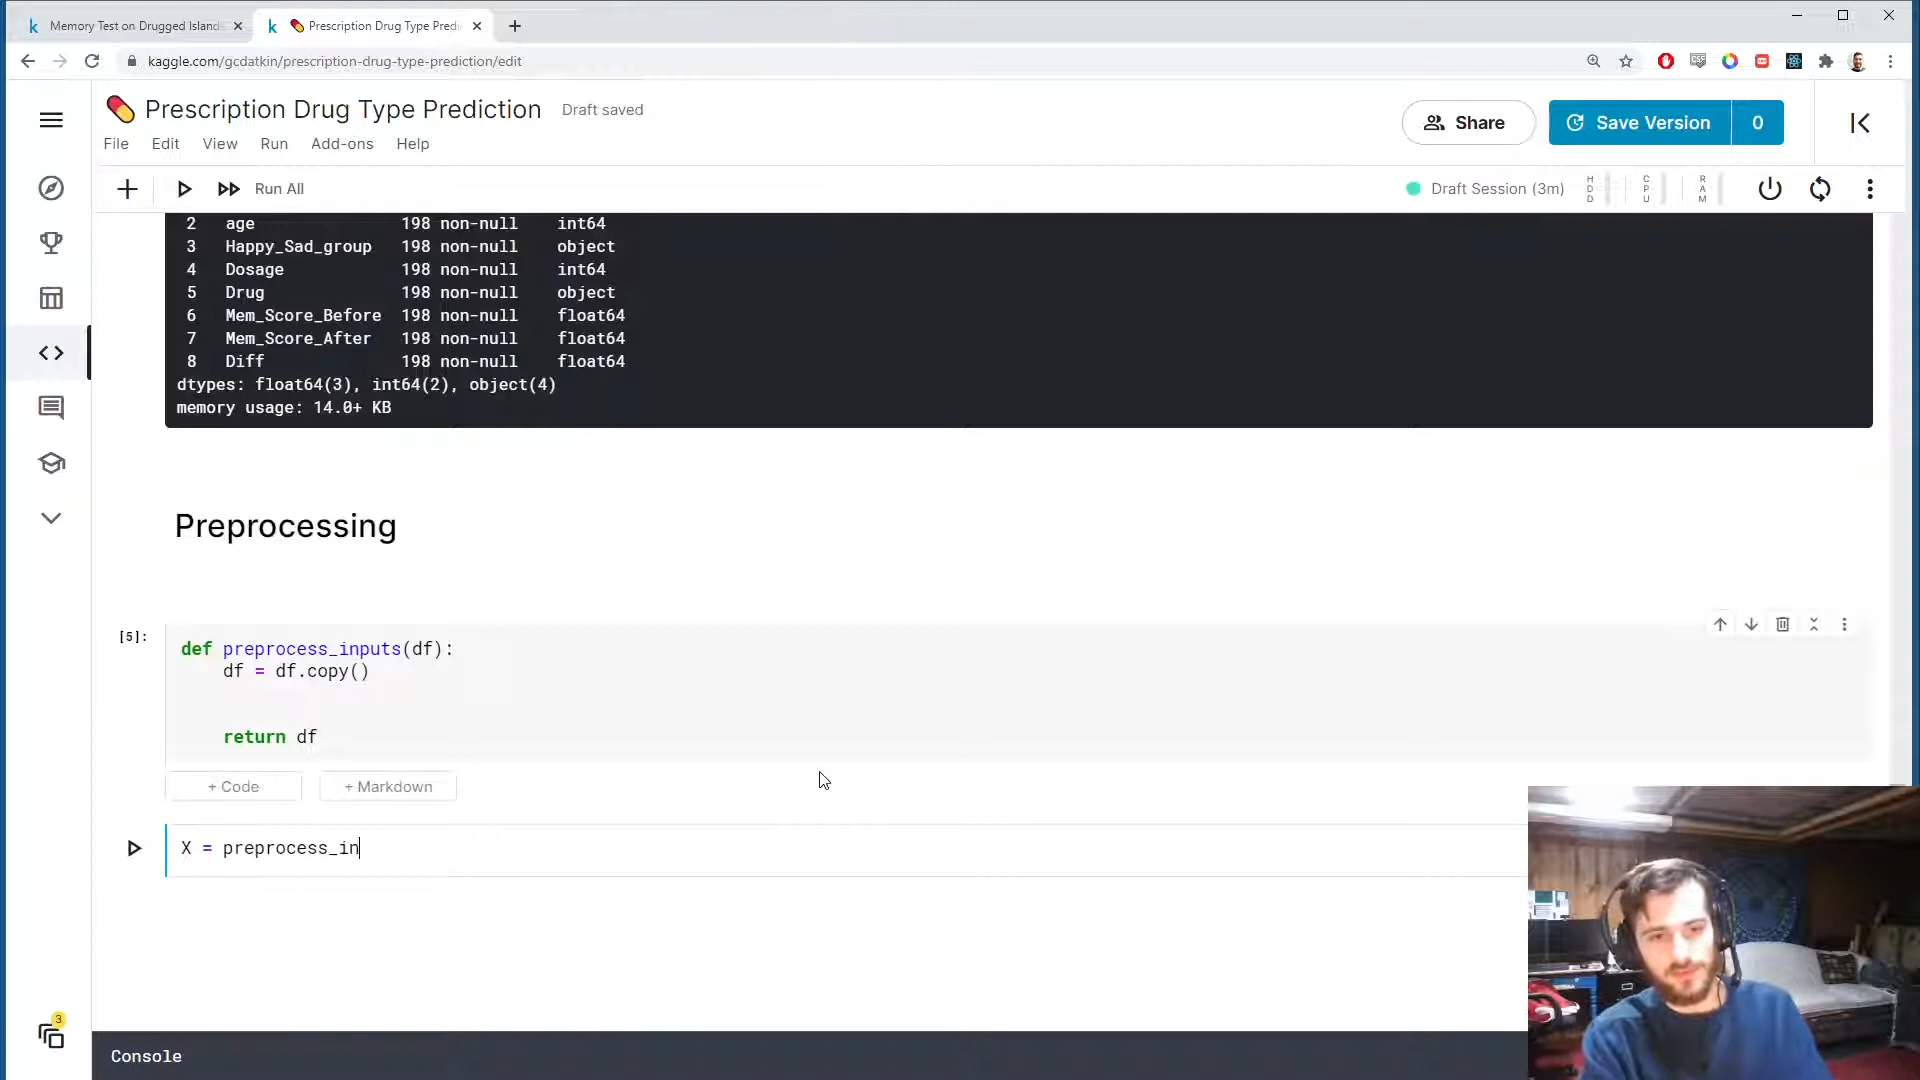 Memory Test on Drugged Island
Prescription Drug Type Predi
kaggle.com/gcdatkin/prescription-drug-type-prediction/edit
Prescription Drug Type Prediction
Draft saved
Share
Save Version
0
File Edit View Run Add-ons Help
Run All
Draft Session (3m)
HDD
CPU
RAM
2 age 198 non-null int64
3 Happy_Sad_group 198 non-null object
4 Dosage 198 non-null int64
5 Drug 198 non-null object
6 Mem_Score_Before 198 non-null float64
7 Mem_Score_After 198 non-null float64
8 Diff 198 non-null float64
dtypes: float64(3), int64(2), object(4)
memory usage: 14.0+ KB
Preprocessing
[5]:
def preprocess_inputs(df):
df = df.copy()
return df
+ Code
+ Markdown
X = preprocess_in
3
Console